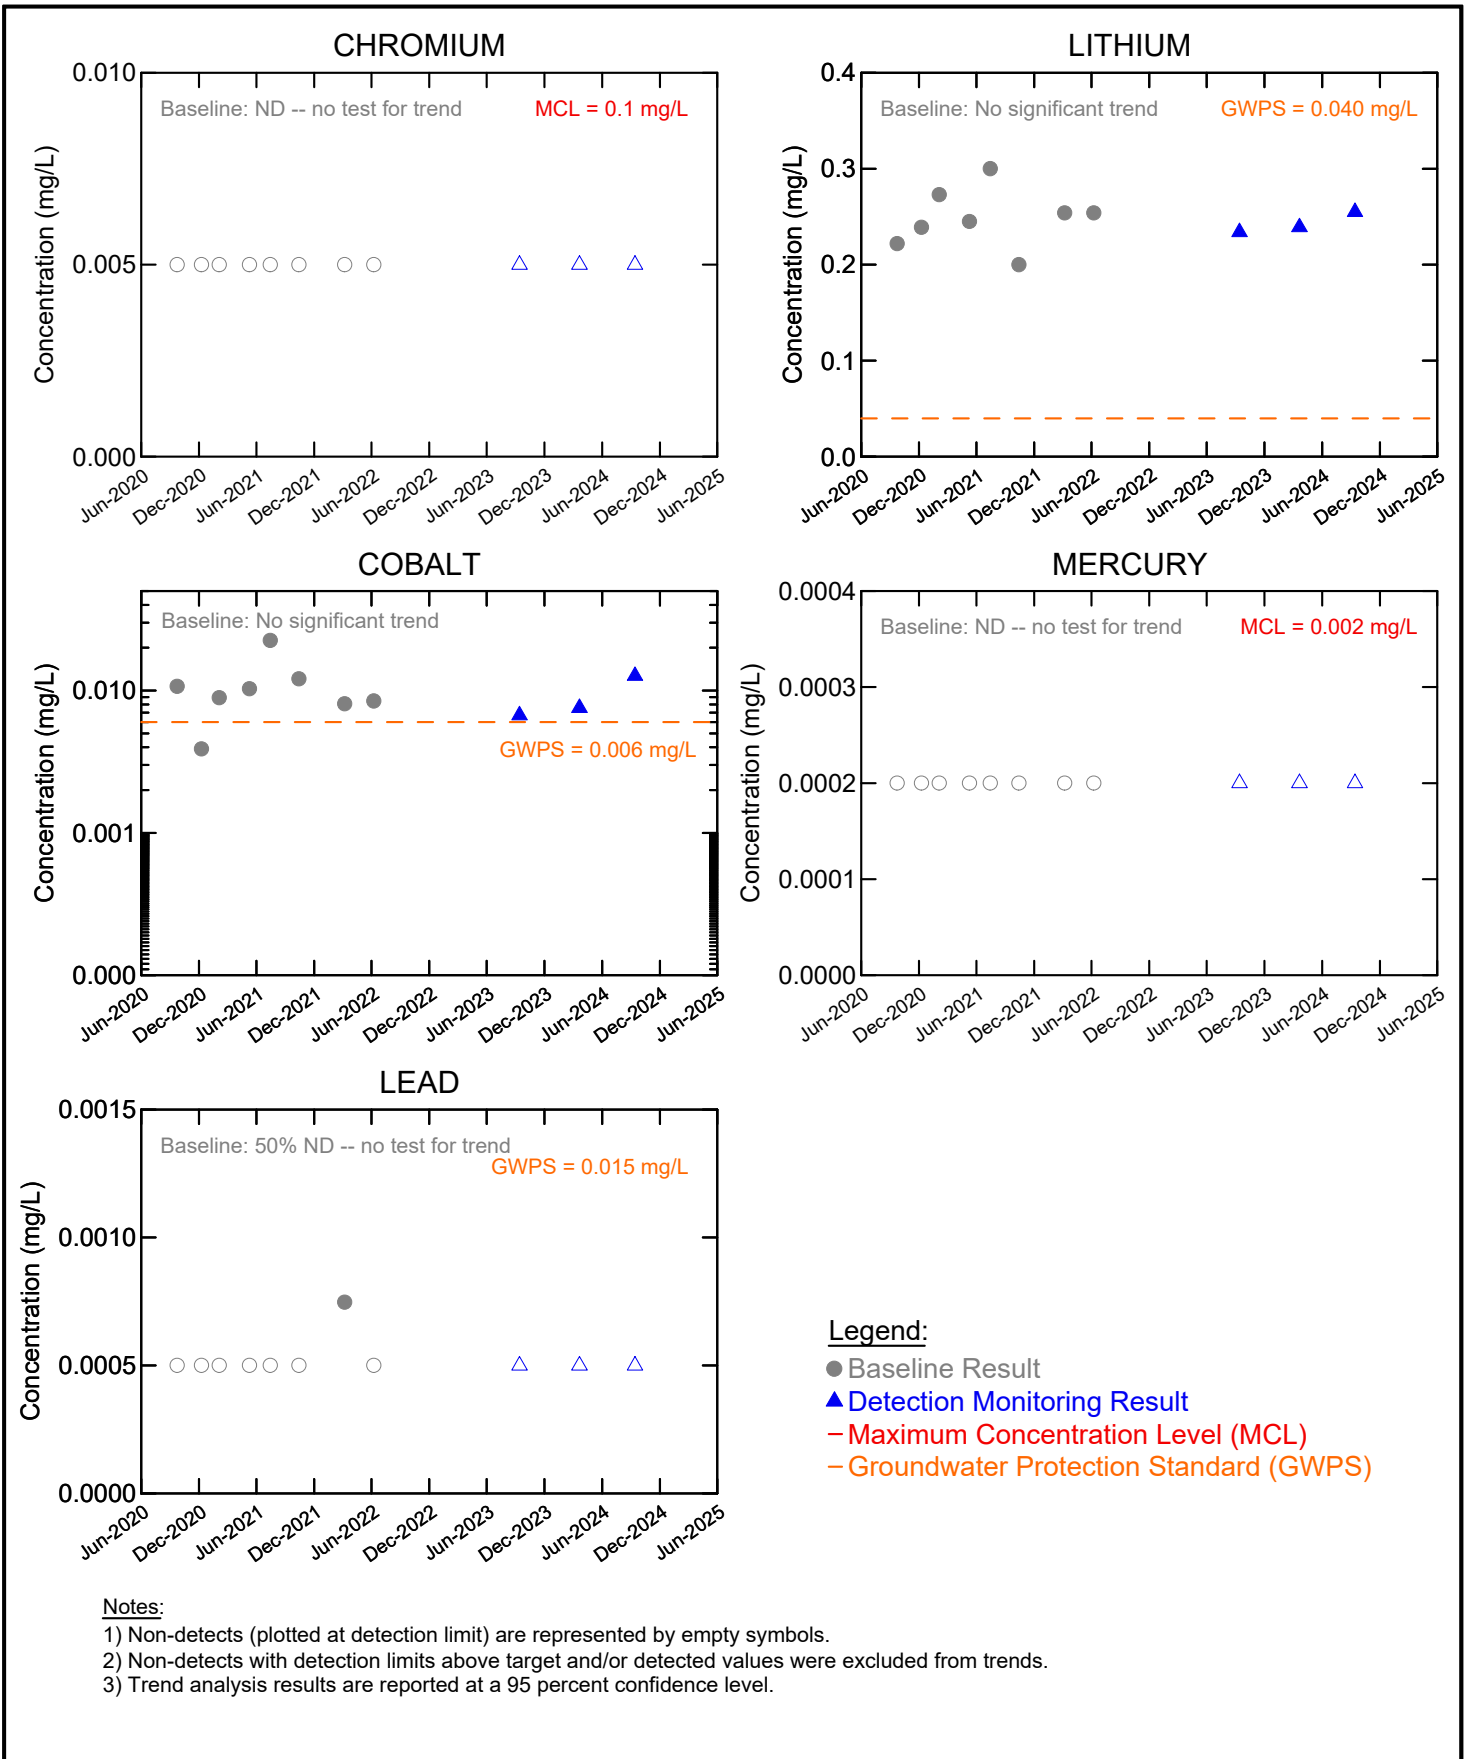 CHROMIUM
Concentration (mg/L)
0.010
0.005
0.000
Baseline: ND -- no test for trend
MCL = 0.1 mg/L
Jun-2020
Dec-2020
Jun-2021
Dec-2021
Jun-2022
Dec-2022
Jun-2023
Dec-2023
Jun-2024
Dec-2024
Jun-2025
LITHIUM
Concentration (mg/L)
0.4
0.3
0.2
0.1
0.0
Baseline: No significant trend
GWPS = 0.040 mg/L
Jun-2020
Dec-2020
Jun-2021
Dec-2021
Jun-2022
Dec-2022
Jun-2023
Dec-2023
Jun-2024
Dec-2024
Jun-2025
COBALT
Concentration (mg/L)
0.010
0.001
0.000
Baseline: No significant trend
GWPS = 0.006 mg/L
Jun-2020
Dec-2020
Jun-2021
Dec-2021
Jun-2022
Dec-2022
Jun-2023
Dec-2023
Jun-2024
Dec-2024
Jun-2025
MERCURY
Concentration (mg/L)
0.0004
0.0003
0.0002
0.0001
0.0000
Baseline: ND -- no test for trend
MCL = 0.002 mg/L
Jun-2020
Dec-2020
Jun-2021
Dec-2021
Jun-2022
Dec-2022
Jun-2023
Dec-2023
Jun-2024
Dec-2024
Jun-2025
LEAD
Concentration (mg/L)
0.0015
0.0010
0.0005
0.0000
Baseline: 50% ND -- no test for trend
GWPS = 0.015 mg/L
Jun-2020
Dec-2020
Jun-2021
Dec-2021
Jun-2022
Dec-2022
Jun-2023
Dec-2023
Jun-2024
Dec-2024
Jun-2025
Legend:
Baseline Result
Detection Monitoring Result
Maximum Concentration Level (MCL)
Groundwater Protection Standard (GWPS)
Notes:
1) Non-detects (plotted at detection limit) are represented by empty symbols.
2) Non-detects with detection limits above target and/or detected values were excluded from trends.
3) Trend analysis results are reported at a 95 percent confidence level.